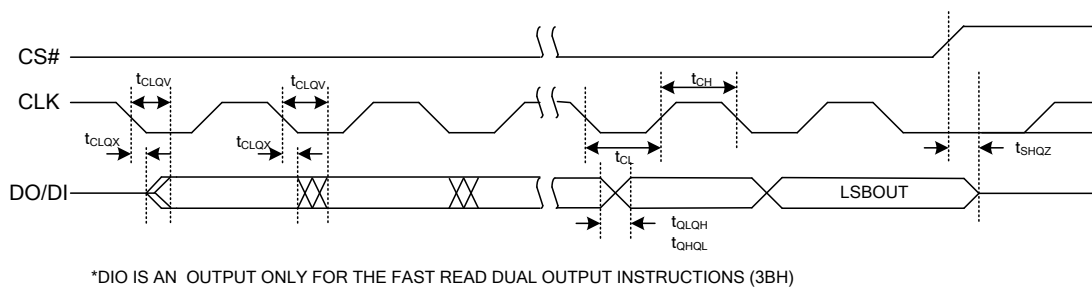 CS#
tCLQV tCLQV tCH
CLK
tCLQX tCLQX tCL tSHQZ
DO/DI LSBOUT
tQLQH
tQHQL
*DIO IS AN OUTPUT ONLY FOR THE FAST READ DUAL OUTPUT INSTRUCTIONS (3BH)